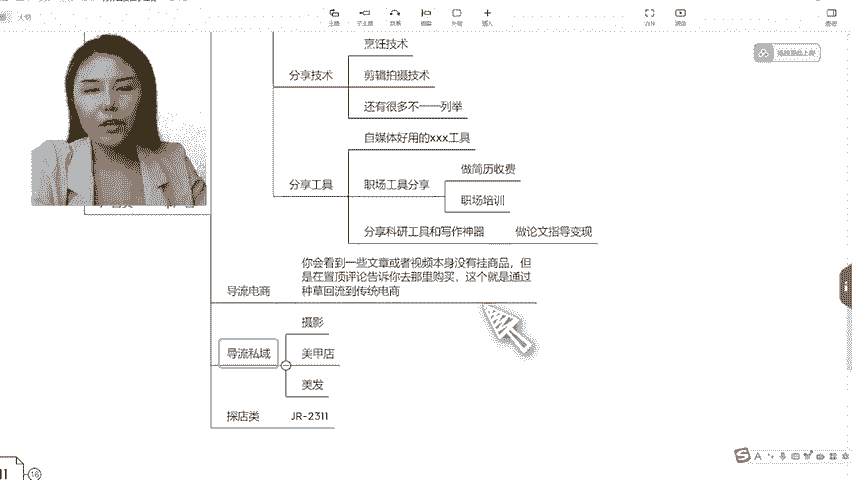 主题
子主题
联系
概要
外框
插入
烹饪技术
分享技术
剪辑拍摄技术
还有很多不一一列举
自媒体好用的xxx工具
分享工具
职场工具分享
做简历收费
职场培训
分享科研工具和写作神器
做论文指导变现
导流电商
你会看到一些文章或者视频本身没有挂商品，但
是在置顶评论告诉你去那里购买，这个就是通过
种草回流到传统电商
导流私域
摄影
美甲店
美发
探店类
JR-2311